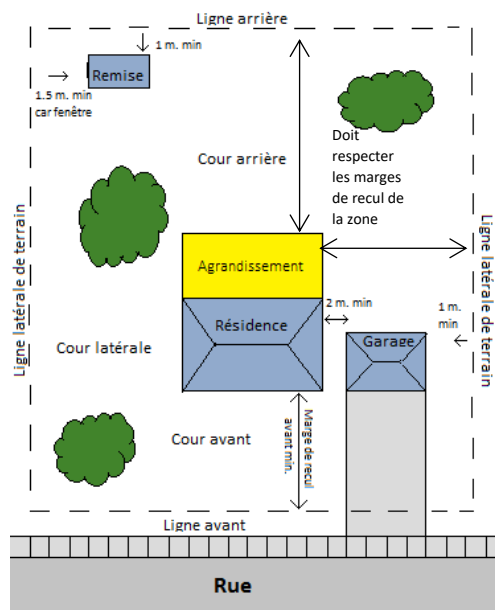 Ligne arrière
1 m. min
Remise
1.5 m. min
car fenêtre
Doit
respecter
les marges
de recul de
la zone
Cour arrière
Ligne latérale de terrain
Ligne latérale de terrain
Agrandissement
2 m. min
1 m.
min
Résidence
Garage
Cour latérale
Marge de recul
avant min.
Cour avant
Ligne avant
Rue